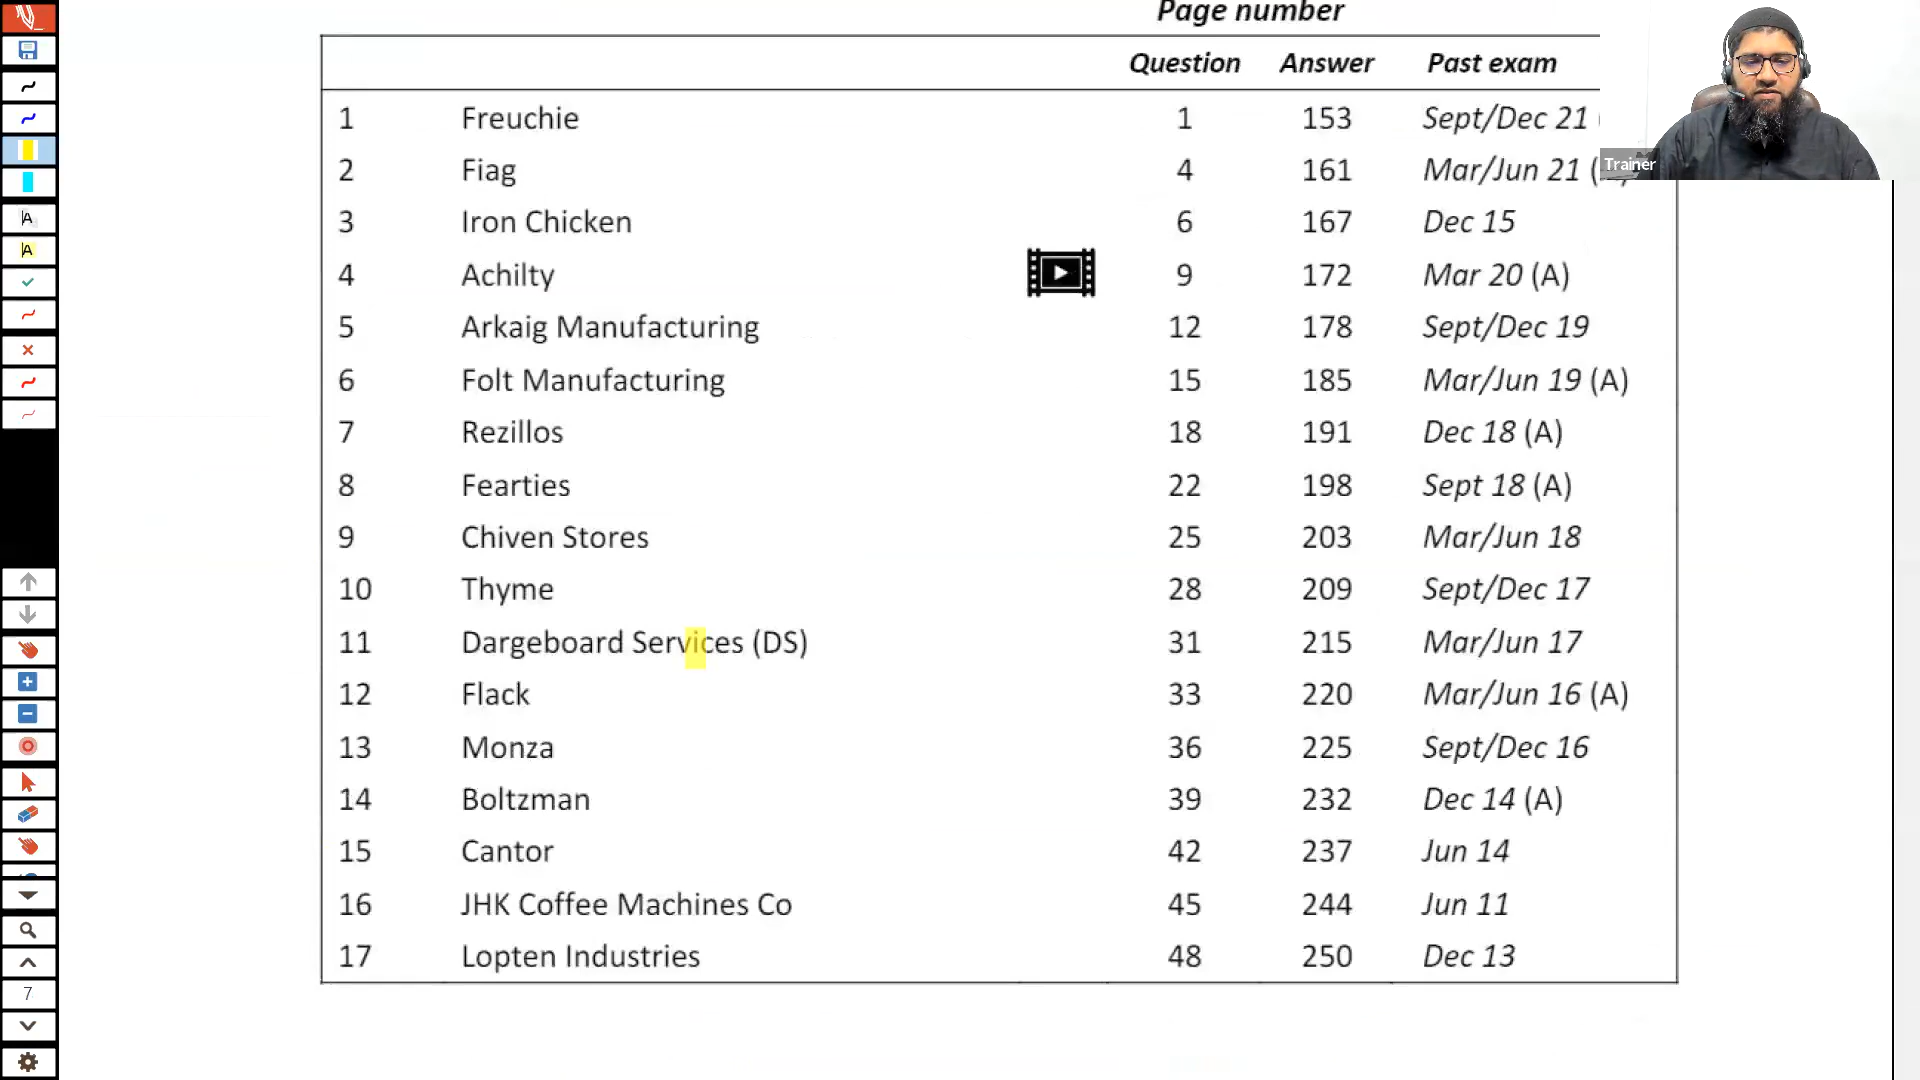 Page number
Question Answer Past exam
1 Freuchie 1 153 Sept/Dec 21
Trainer
2 Fiag 4 161 Mar/Jun 21 (
3 Iron Chicken 6 167 Dec 15
4 Achilty 9 172 Mar 20 (A)
5 Arkaig Manufacturing 12 178 Sept/Dec 19
6 Folt Manufacturing 15 185 Mar/Jun 19 (A)
7 Rezillos 18 191 Dec 18 (A)
8 Fearties 22 198 Sept 18 (A)
9 Chiven Stores 25 203 Mar/Jun 18
10 Thyme 28 209 Sept/Dec 17
11 Dargeboard Services (DS) 31 215 Mar/Jun 17
12 Flack 33 220 Mar/Jun 16 (A)
13 Monza 36 225 Sept/Dec 16
14 Boltzman 39 232 Dec 14 (A)
15 Cantor 42 237 Jun 14
16 JHK Coffee Machines Co 45 244 Jun 11
17 Lopten Industries 48 250 Dec 13
A
A
7